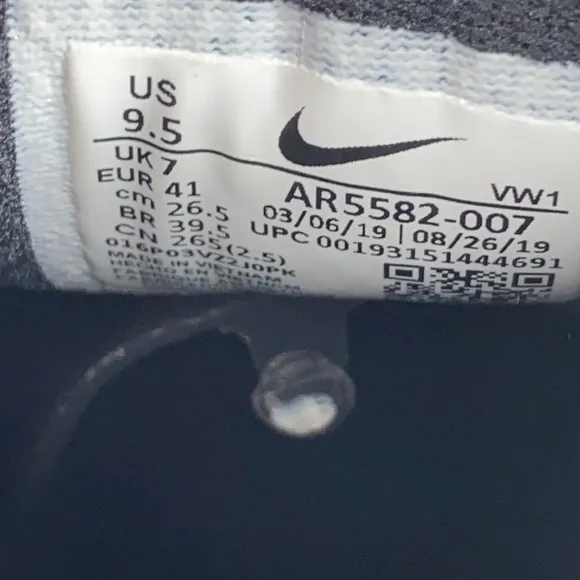 US
9.5
UK 7
EUR 41
cm 26.5
BR 39.5
CN 265(2.5)
MADE IN VIETNAM
VW1
AR5582-007
03/06/19 | 08/26/19
UPC 00193151444691